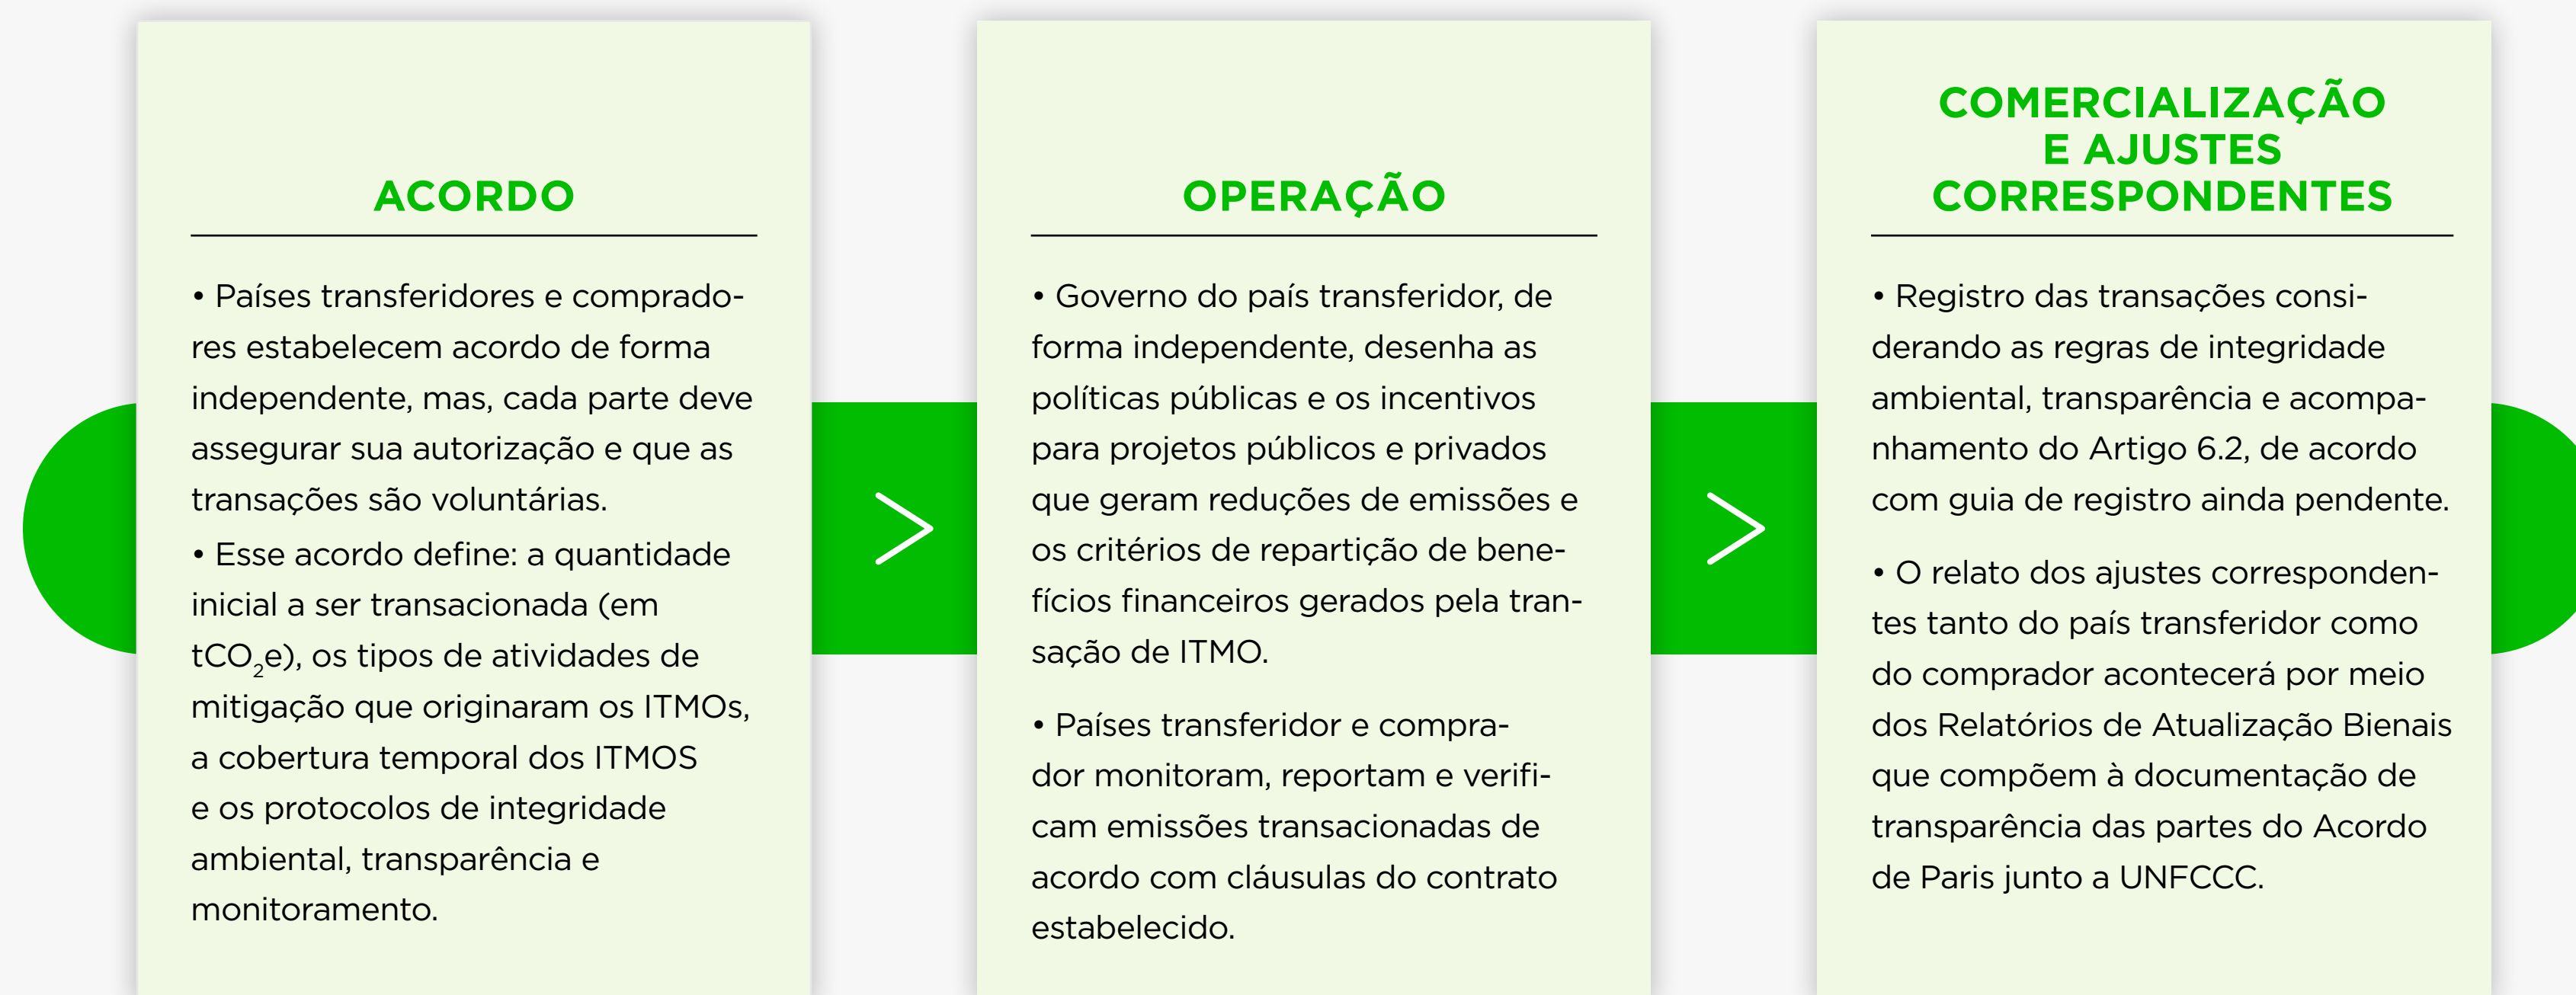 ACORDO
• Países transferidores e comprado-
res estabelecem acordo de forma
independente, mas, cada parte deve
assegurar sua autorização e que as
transações são voluntárias.
• Esse acordo define: a quantidade
inicial a ser transacionada (em
tCO₂e), os tipos de atividades de
mitigação que originaram os ITMOs,
a cobertura temporal dos ITMOS
e os protocolos de integridade
ambiental, transparência e
monitoramento.
OPERAÇÃO
• Governo do país transferidor, de
forma independente, desenha as
políticas públicas e os incentivos
para projetos públicos e privados
que geram reduções de emissões e
os critérios de repartição de bene-
fícios financeiros gerados pela tran-
sação de ITMO.
• Países transferidor e compra-
dor monitoram, reportam e verifi-
cam emissões transacionadas de
acordo com cláusulas do contrato
estabelecido.
COMERCIALIZAÇÃO
E AJUSTES
CORRESPONDENTES
• Registro das transações consi-
derando as regras de integridade
ambiental, transparência e acompa-
nhamento do Artigo 6.2, de acordo
com guia de registro ainda pendente.
• O relato dos ajustes corresponden-
tes tanto do país transferidor como
do comprador acontecerá por meio
dos Relatórios de Atualização Bienais
que compõem à documentação de
transparência das partes do Acordo
de Paris junto a UNFCCC.